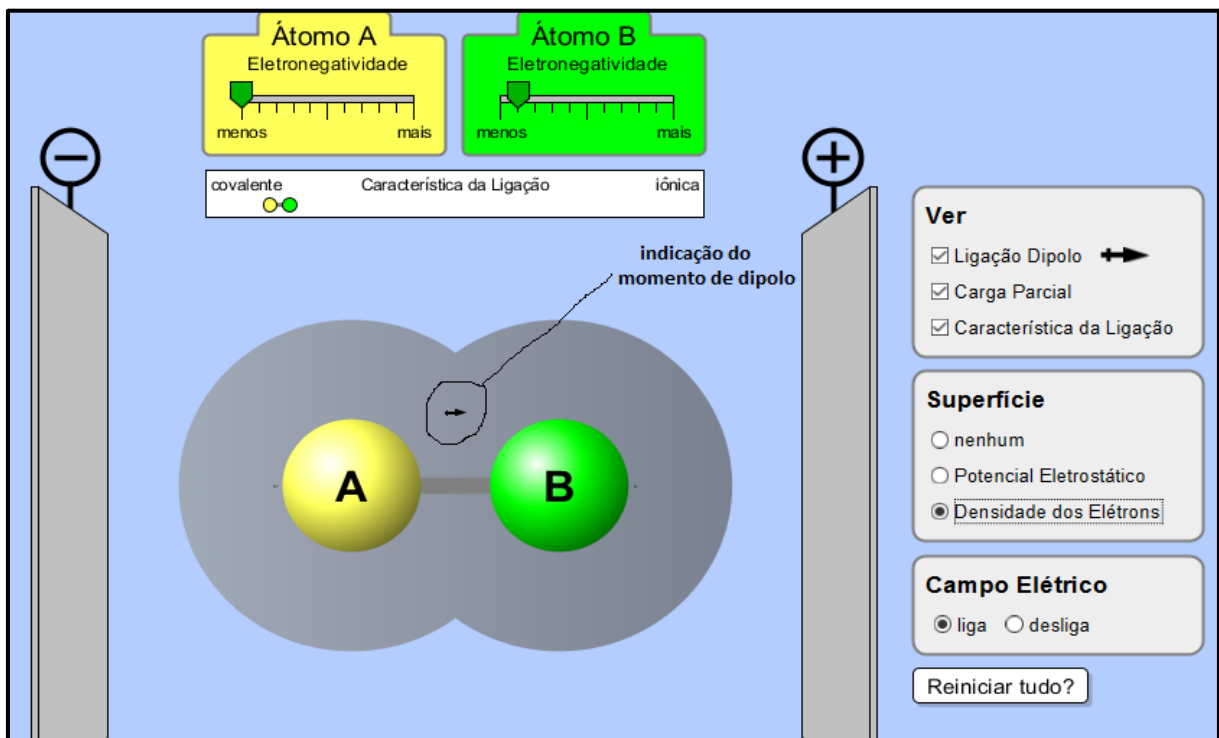 Átomo A
Eletronegatividade
menos mais
Átomo B
Eletronegatividade
menos mais
covalente Característica da Ligação iônica
indicação do
momento de dipolo
A
B
Ver
Ligação Dipolo
Carga Parcial
Característica da Ligação
Superfície
nenhum
Potencial Eletrostático
Densidade dos Elétrons
Campo Elétrico
liga desliga
Reiniciar tudo?